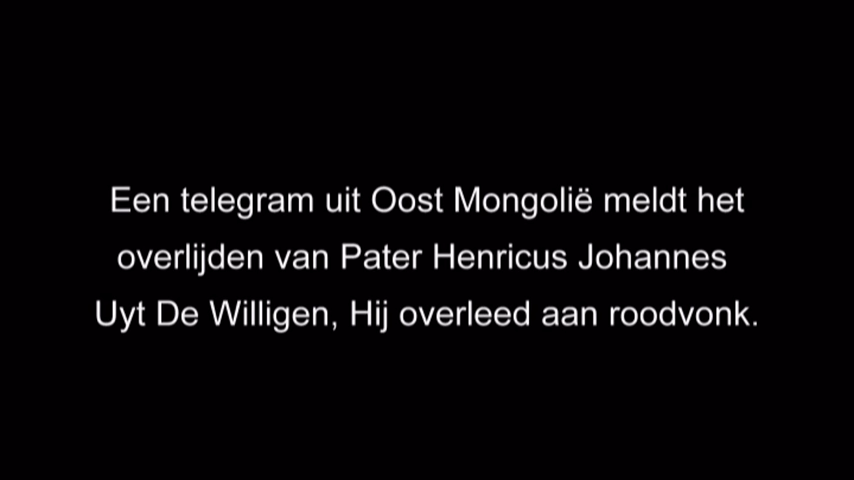 Een telegram uit Oost Mongolië meldt het
overlijden van Pater Henricus Johannes
Uyt De Willigen, Hij overleed aan roodvonk.